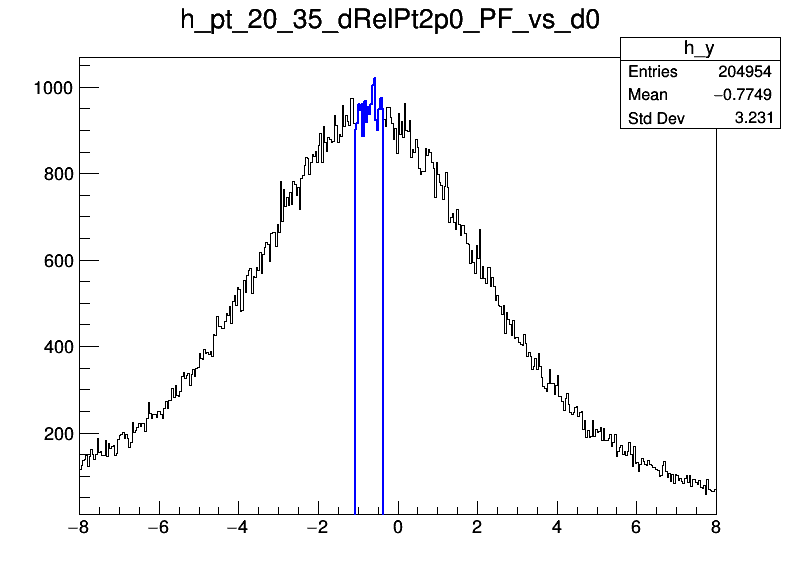 h_pt_20_35_dRelPt2p0_PF_vs_d0
h_y
Entries 204954
Mean −0.7749
Std Dev 3.231
1000
800
600
400
200
−8 −6 −4 −2 0 2 4 6 8